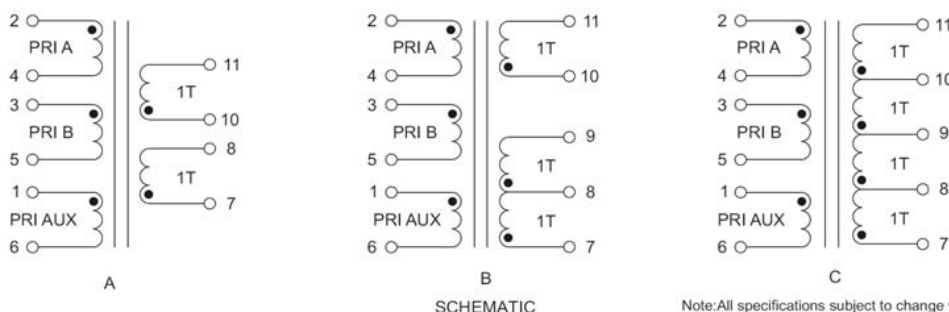 2
PRI A
4
3
PRI B
5
1
PRI AUX
6
11
1T
10
8
1T
7
A
2
PRI A
4
3
PRI B
5
1
PRI AUX
6
11
1T
10
9
1T
8
1T
7
B
SCHEMATIC
2
PRI A
4
3
PRI B
5
1
PRI AUX
6
11
1T
10
1T
9
1T
8
1T
7
C
Note:All specifications subject to change